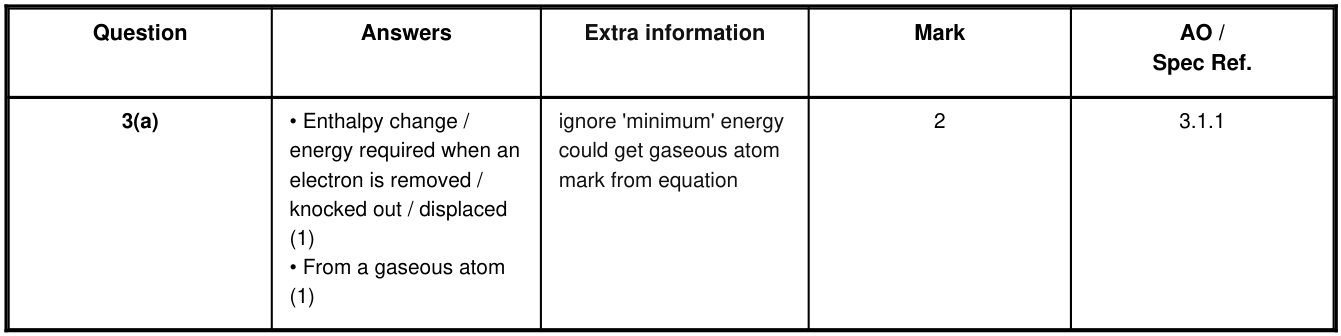 Question
Answers
Extra information
Mark
AO /
Spec Ref.
3(a)
• Enthalpy change /
energy required when an
electron is removed /
knocked out / displaced
(1)
• From a gaseous atom
(1)
ignore 'minimum' energy
could get gaseous atom
mark from equation
2
3.1.1